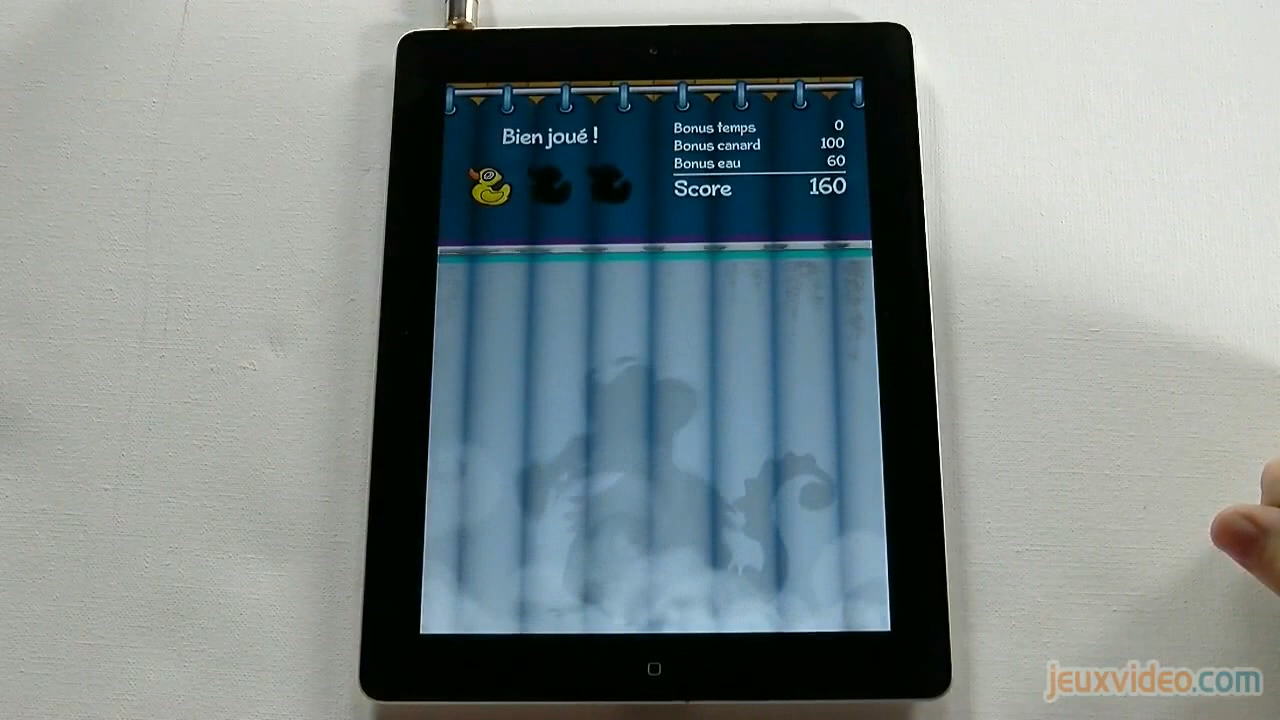 Bien joué !
Bonus temps 0
Bonus canard 100
Bonus eau 60
Score 160
jeuxvideo.com